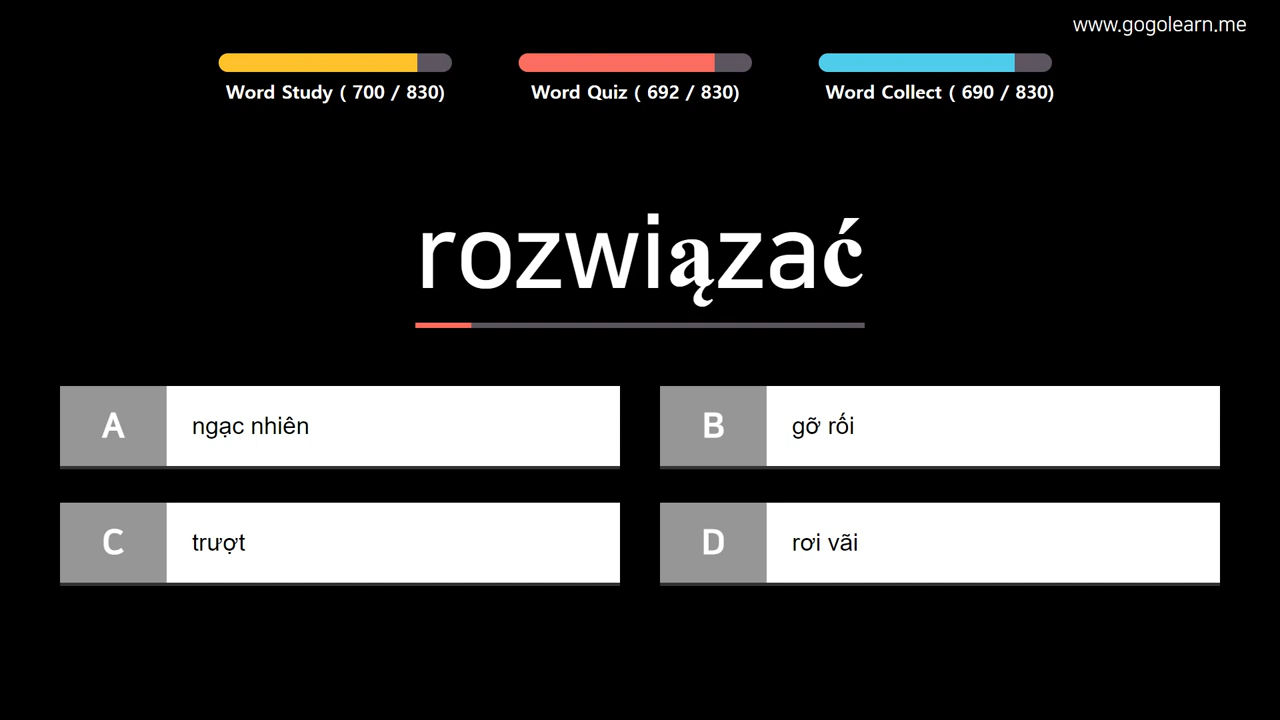 www.gogolearn.me
Word Study ( 700 / 830)
Word Quiz ( 692 / 830)
Word Collect ( 690 / 830)
rozwiązać
A
ngạc nhiên
B
gỡ rối
C
trượt
D
rơi vãi